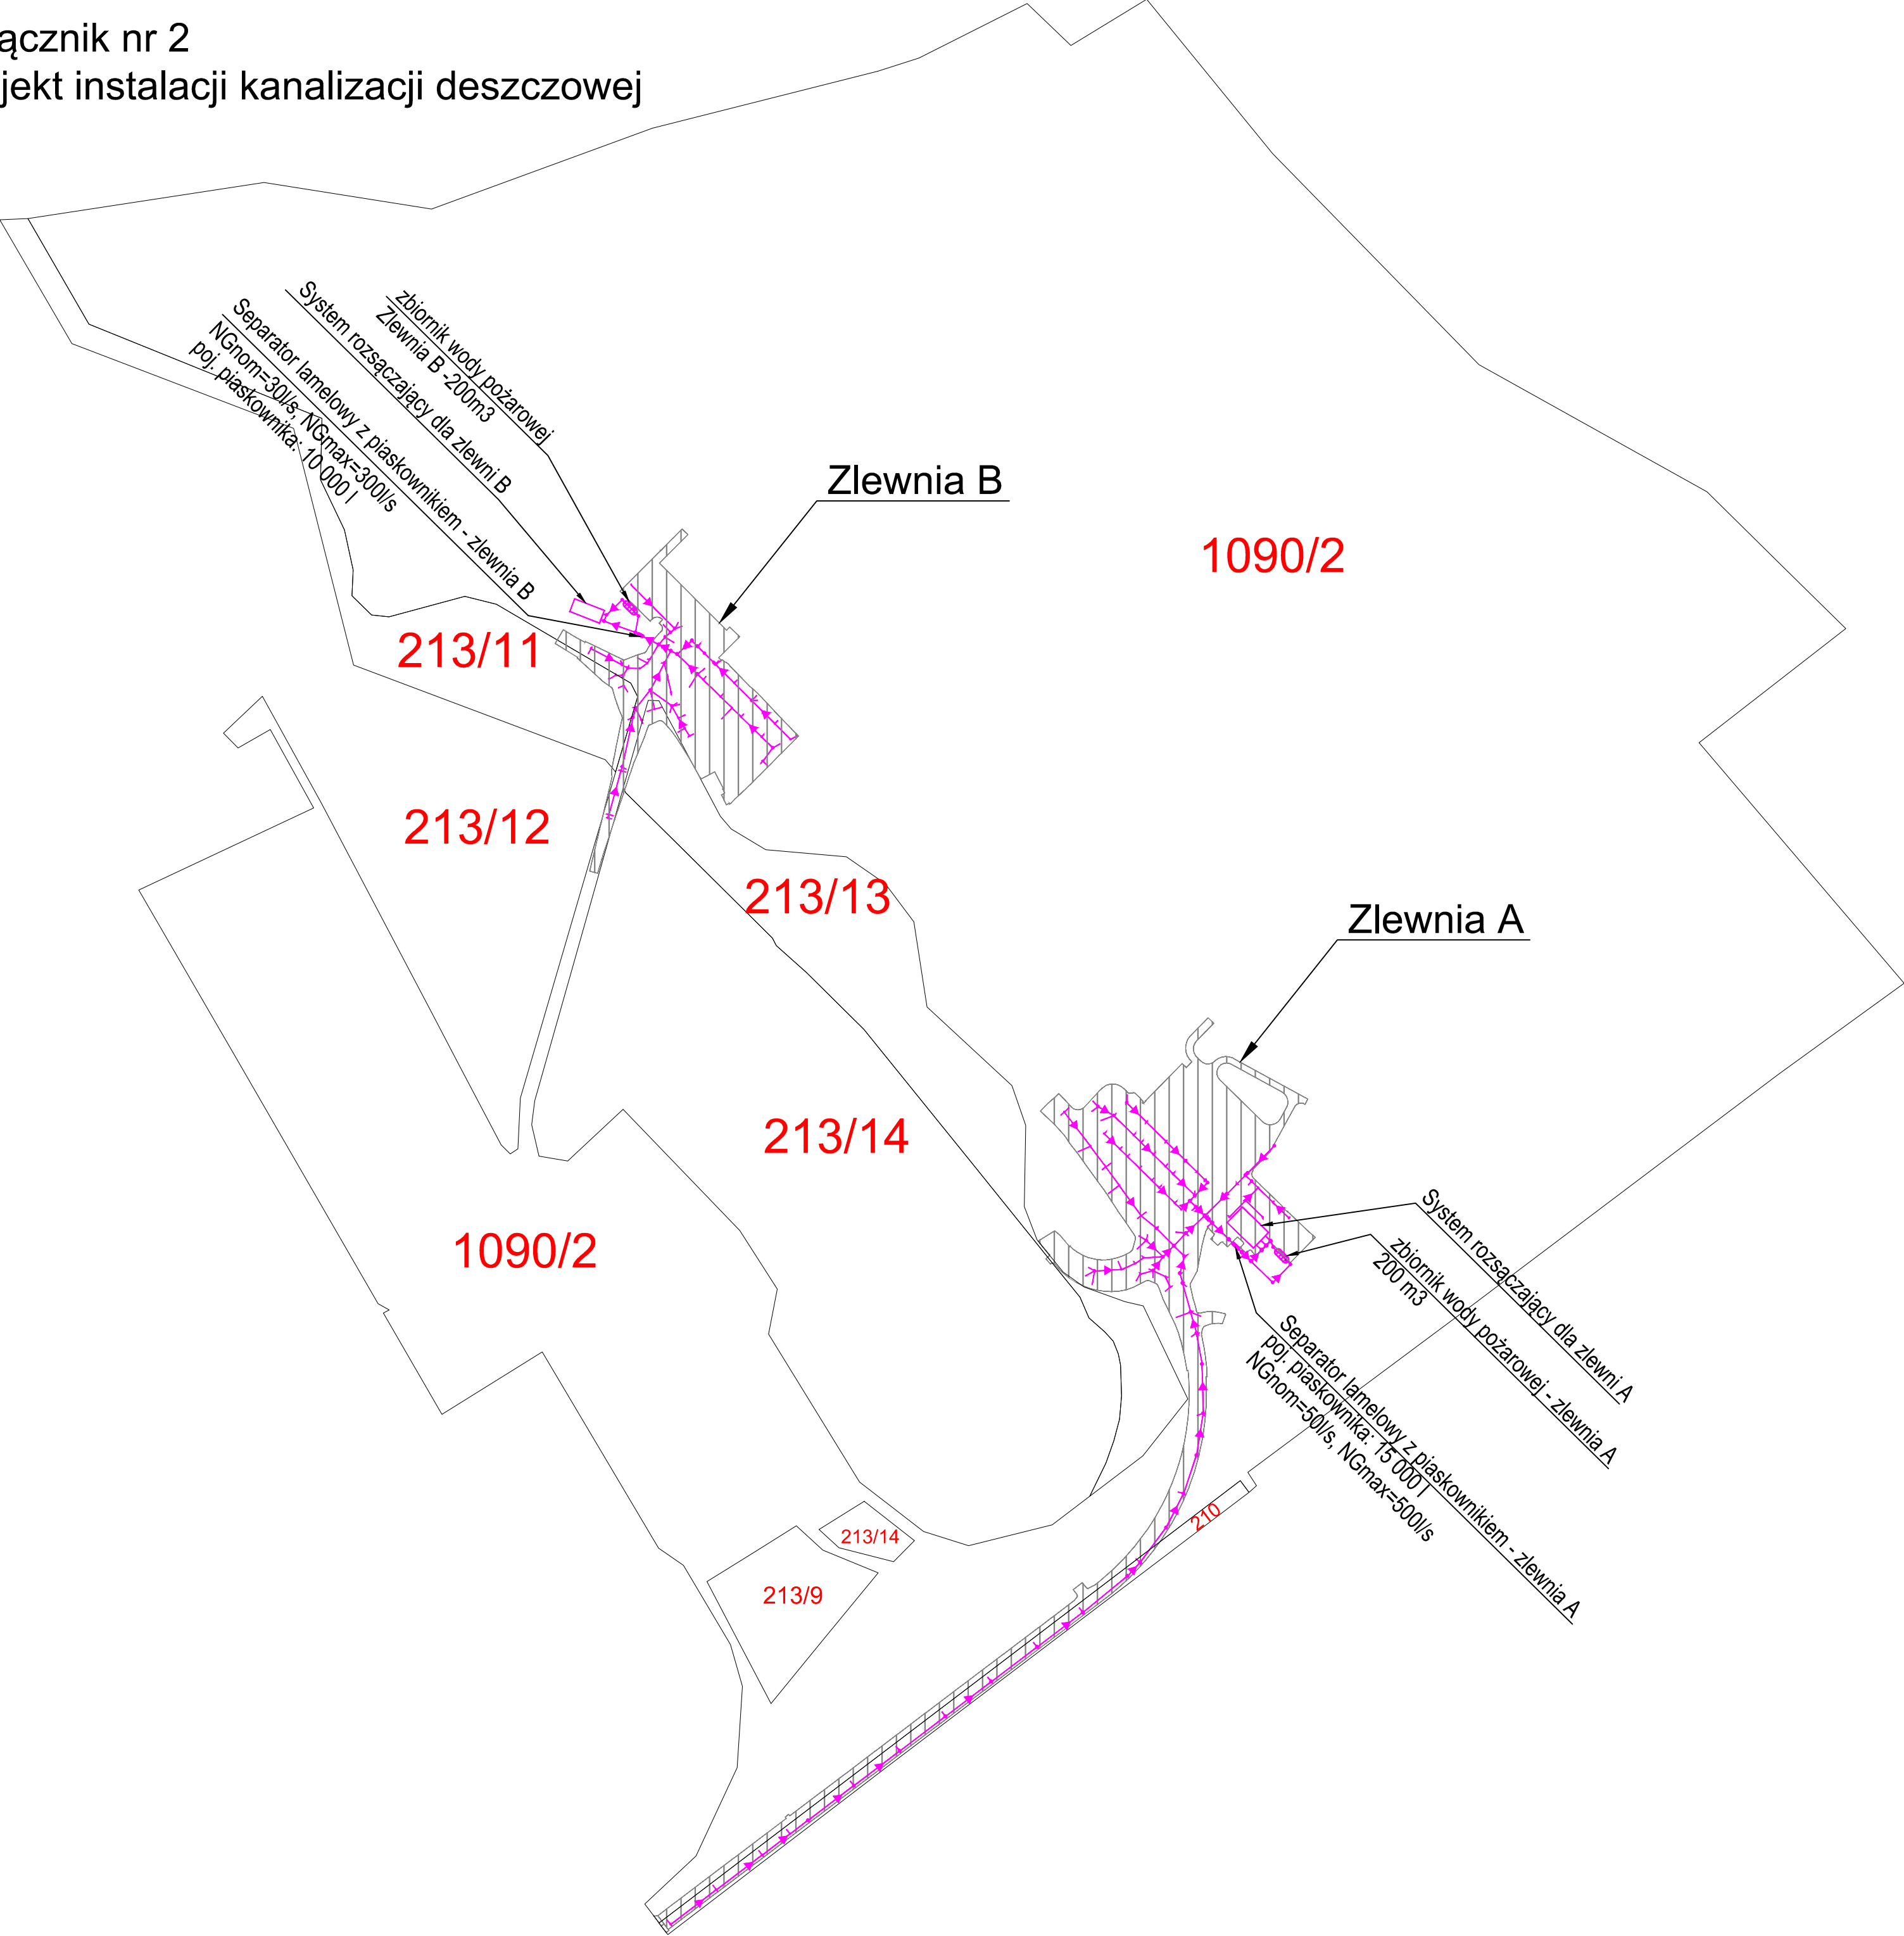 ącznik nr 2
jekt instalacji kanalizacji deszczowej
zbiornik wody pożarowej
Zlewnia B -200m3
System rozsączający dla zlewni B
Separator lamelowy z piaskownikiem - zlewnia B
NGnom=30l/s, NGmax=300l/s
poj. piaskownika: 10 000 l
Zlewnia B
1090/2
213/11
213/12
213/13
Zlewnia A
213/14
1090/2
System rozsączający dla zlewni A
zbiornik wody pożarowej - zlewnia A
200 m3
Separator lamelowy z piaskownikiem - zlewnia A
poj. piaskownika: 15 000 l
NGnom=50l/s, NGmax=500l/s
210
213/14
213/9